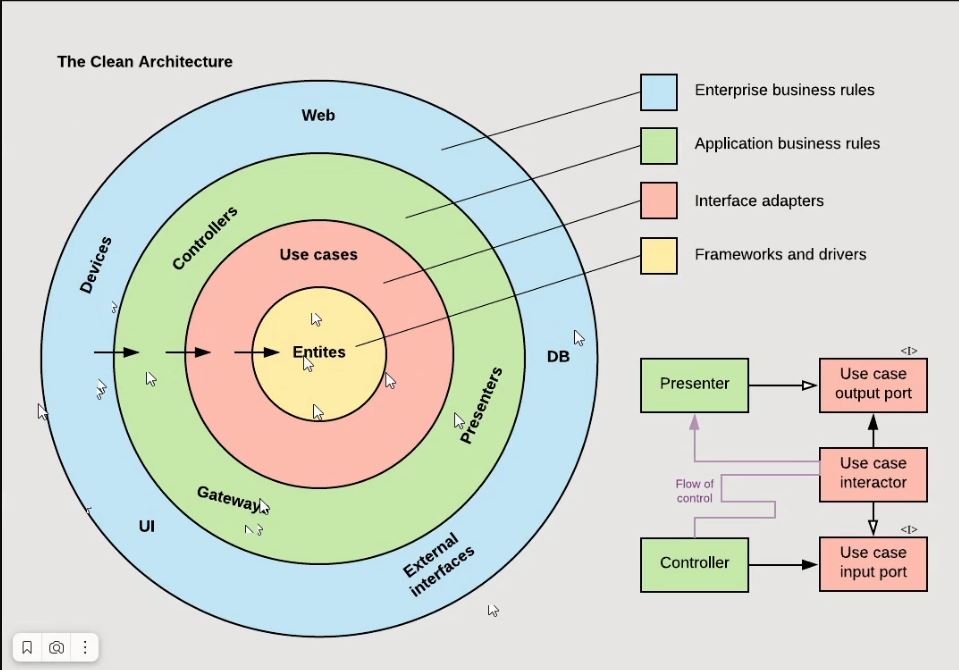 The Clean Architecture
Web
Devices
Controllers
Use cases
Entites
DB
Presenters
Gateways
UI
External
interfaces
Enterprise business rules
Application business rules
Interface adapters
Frameworks and drivers
<I>
Presenter
Use case
output port
Flow of
control
Use case
interactor
<I>
Controller
Use case
input port